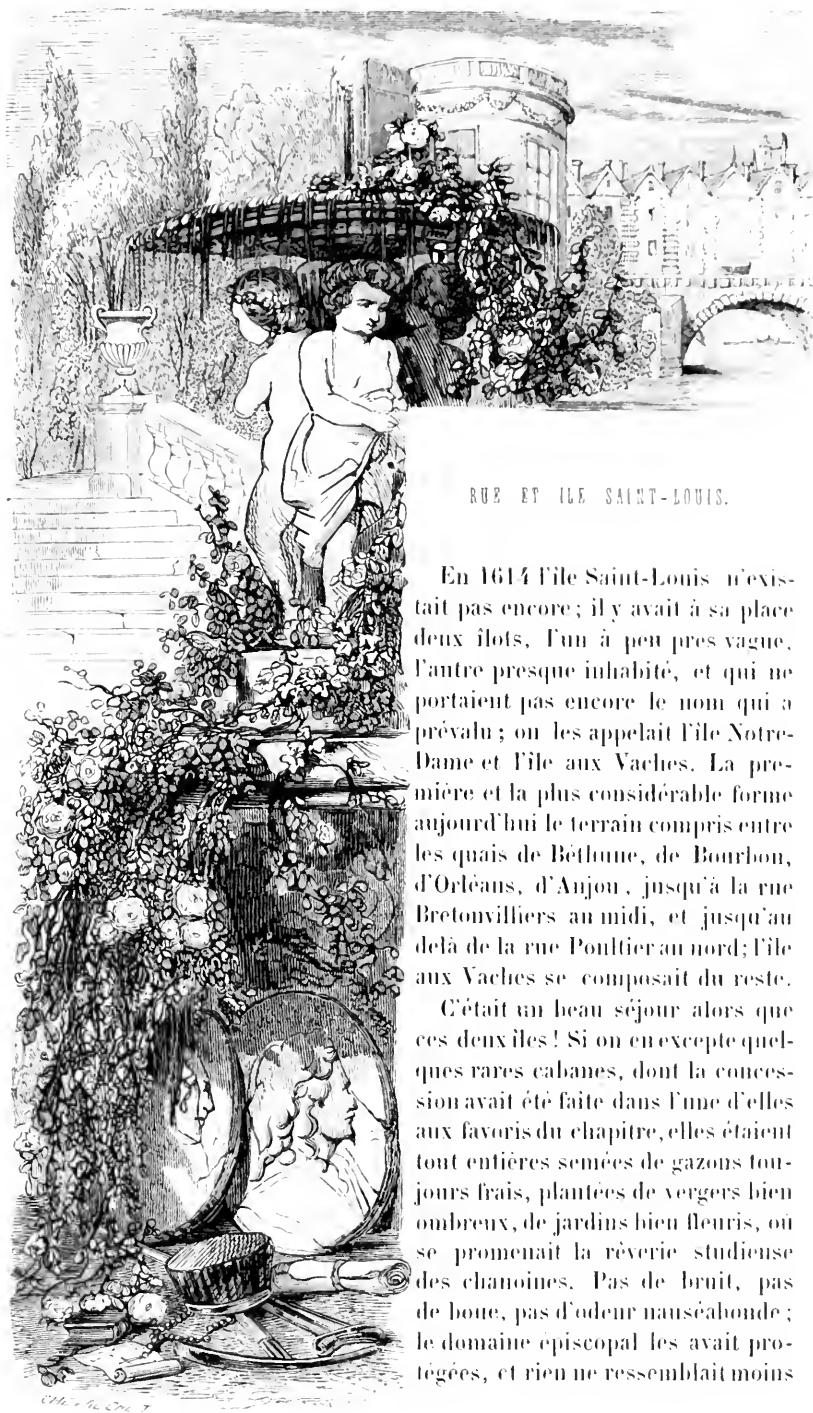 RUE ET ILE SAINT-LOUIS.
En 1614 l'île Saint-Louis n'exis-
tait pas encore; il y avait à sa place
deux îlots, l'un à peu près vague,
l'autre presque inhabité, et qui ne
portaient pas encore le nom qui a
prévalu; on les appelait l'île Notre-
Dame et l'île aux Vaches. La pre-
mière et la plus considérable forme
aujourd'hui le terrain compris entre
les quais de Béthune, de Bourbon,
d'Orléans, d'Anjou, jusqu'à la rue
Bretonvilliers au midi, et jusqu'au
delà de la rue Poultier au nord; l'île
aux Vaches se composait du reste.
C'était un beau séjour alors que
ces deux îles! Si on en excepte quel-
ques rares cabanes, dont la conces-
sion avait été faite dans l'une d'elles
aux favoris du chapitre, elles étaient
tout entières semées de gazons tou-
jours frais, plantées de vergers bien
ombreux, de jardins bien fleuris, où
se promenait la rêverie studieuse
des chanoines. Pas de bruit, pas
de boue, pas d'odeur nauséabonde;
le domaine épiscopal les avait pro-
tégées, et rien ne ressemblait moins